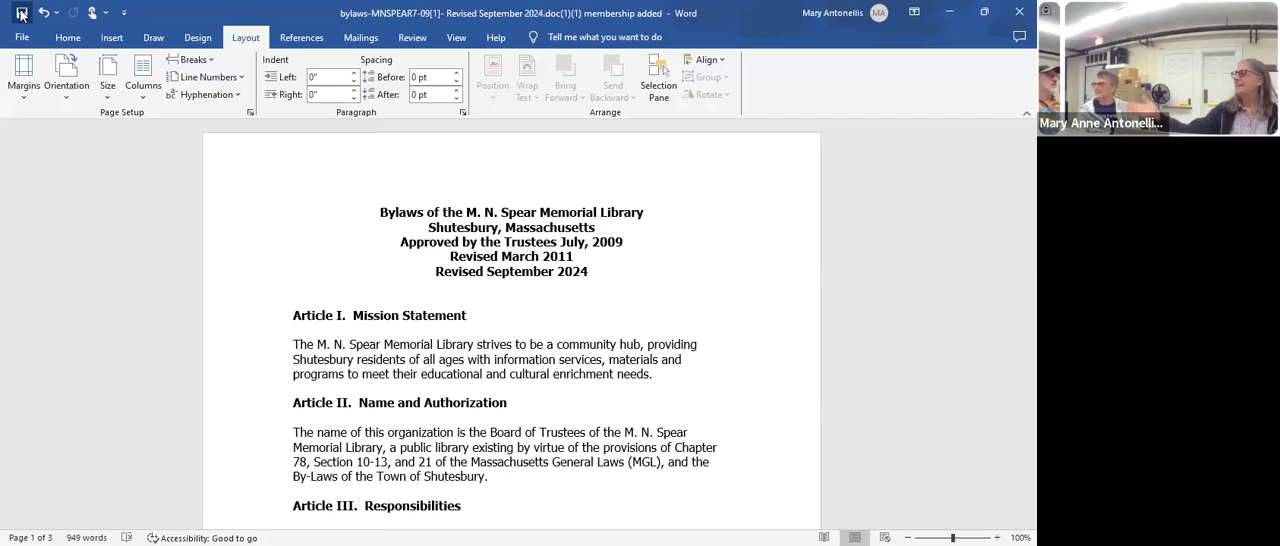 bylaws-MNSPEAR7-09[1]- Revised September 2024.doc(1)(1) membership added - Word
Mary Antonellis
MA
File
Home
Insert
Draw
Design
Layout
References
Mailings
Review
View
Help
Tell me what you want to do
Margins
Orientation
Size
Columns
Breaks
Line Numbers
Hyphenation
Page Setup
Indent
Left: 0"
Right: 0"
Spacing
Before: 0 pt
After: 0 pt
Paragraph
Position
Wrap Text
Bring Forward
Send Backward
Selection Pane
Align
Group
Rotate
Arrange
Mary Anne Antonelli...
Bylaws of the M. N. Spear Memorial Library
Shutesbury, Massachusetts
Approved by the Trustees July, 2009
Revised March 2011
Revised September 2024
Article I. Mission Statement
The M. N. Spear Memorial Library strives to be a community hub, providing
Shutesbury residents of all ages with information services, materials and
programs to meet their educational and cultural enrichment needs.
Article II. Name and Authorization
The name of this organization is the Board of Trustees of the M. N. Spear
Memorial Library, a public library existing by virtue of the provisions of Chapter
78, Section 10-13, and 21 of the Massachusetts General Laws (MGL), and the
By-Laws of the Town of Shutesbury.
Article III. Responsibilities
Page 1 of 3
949 words
Accessibility: Good to go
100%